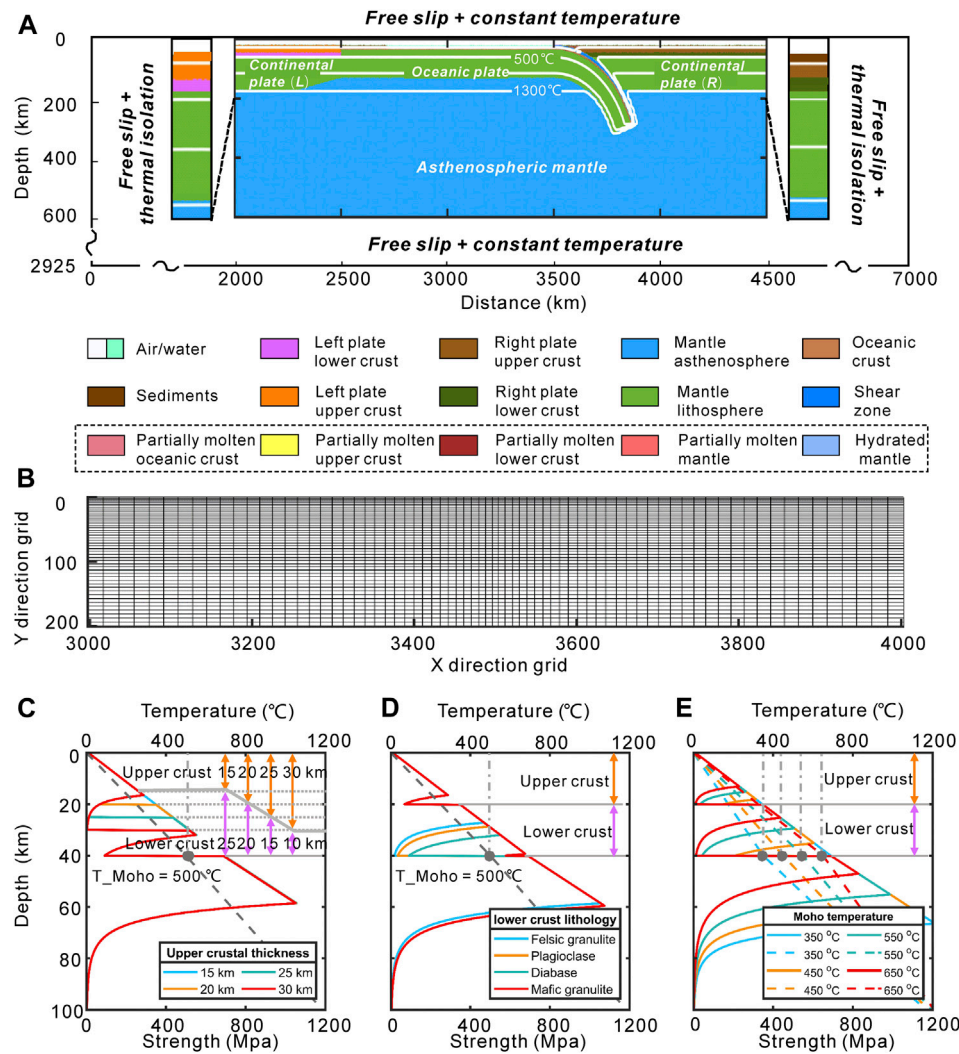 A
Free slip + constant temperature
0
200
400
600
2925
Depth (km)
Free slip +
thermal isolation
Continental
plate (L)
Oceanic plate
500℃
1300℃
Continental
plate (R)
Asthenospheric mantle
Free slip +
thermal isolation
Free slip + constant temperature
0
2000
2500
3000
3500
4000
4500
7000
Distance (km)
Air/water
Left plate
lower crust
Right plate
upper crust
Mantle
asthenosphere
Oceanic
crust
Sediments
Left plate
upper crust
Right plate
lower crust
Mantle
lithosphere
Shear
zone
Partially molten
oceanic crust
Partially molten
upper crust
Partially molten
lower crust
Partially molten
mantle
Hydrated
mantle
B
0
100
200
Y direction grid
3000
3200
3400
3600
3800
4000
X direction grid
C
Temperature (℃)
0
400
800
1200
0
20
40
60
80
100
Depth (km)
Upper crust 15 20 25 30 km
Lower crust 25 20 15 10 km
T_Moho = 500℃
Upper crustal thickness
15 km
25 km
20 km
30 km
0
400
800
1200
Strength (Mpa)
D
Temperature (℃)
0
400
800
1200
Upper crust
Lower crust
T_Moho = 500℃
lower crust lithology
Felsic granulite
Plagioclase
Diabase
Mafic granulite
0
400
800
1200
Strength (Mpa)
E
Temperature (℃)
0
400
800
1200
Upper crust
Lower crust
Moho temperature
350 °C
550 °C
350 °C
550 °C
450 °C
650 °C
450 °C
650 °C
0
400
800
1200
Strength (Mpa)